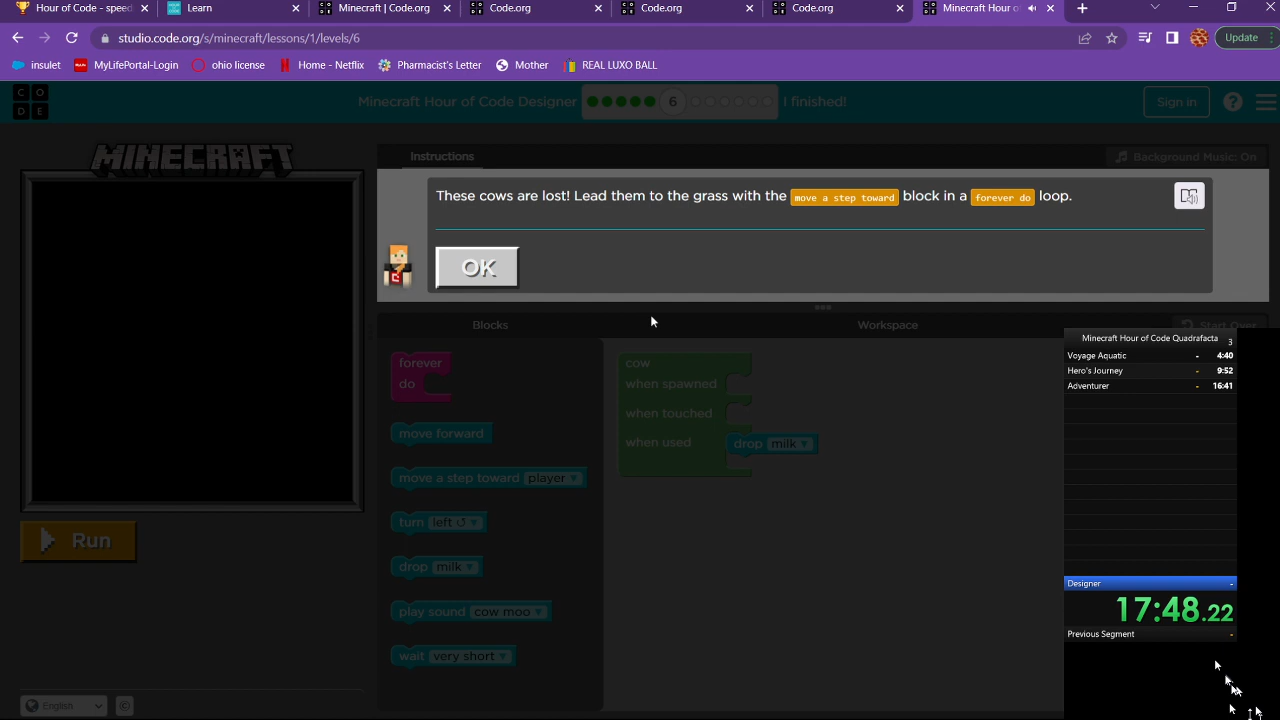 Hour of Code - speed
Learn
Minecraft | Code.org
Code.org
Code.org
Code.org
Minecraft Hour of
studio.code.org/s/minecraft/lessons/1/levels/6
Update
insulet
MyLifePortal-Login
ohio license
Home - Netflix
Pharmacist's Letter
Mother
REAL LUXO BALL
C O
D E
Minecraft Hour of Code Designer
6
I finished!
Sign in
?
MINECRAFT
Instructions
Background Music: On
These cows are lost! Lead them to the grass with the move a step toward block in a forever do loop.
OK
Blocks
Workspace
Start Over
forever
do
move forward
move a step toward player
turn left
drop milk
play sound cow moo
wait very short
cow
when spawned
when touched
when used
drop milk
Run
English
©
Minecraft Hour of Code Quadrafacta
3
Voyage Aquatic - 4:40
Hero's Journey - 9:52
Adventurer - 16:41
Designer -
17:48.22
Previous Segment -